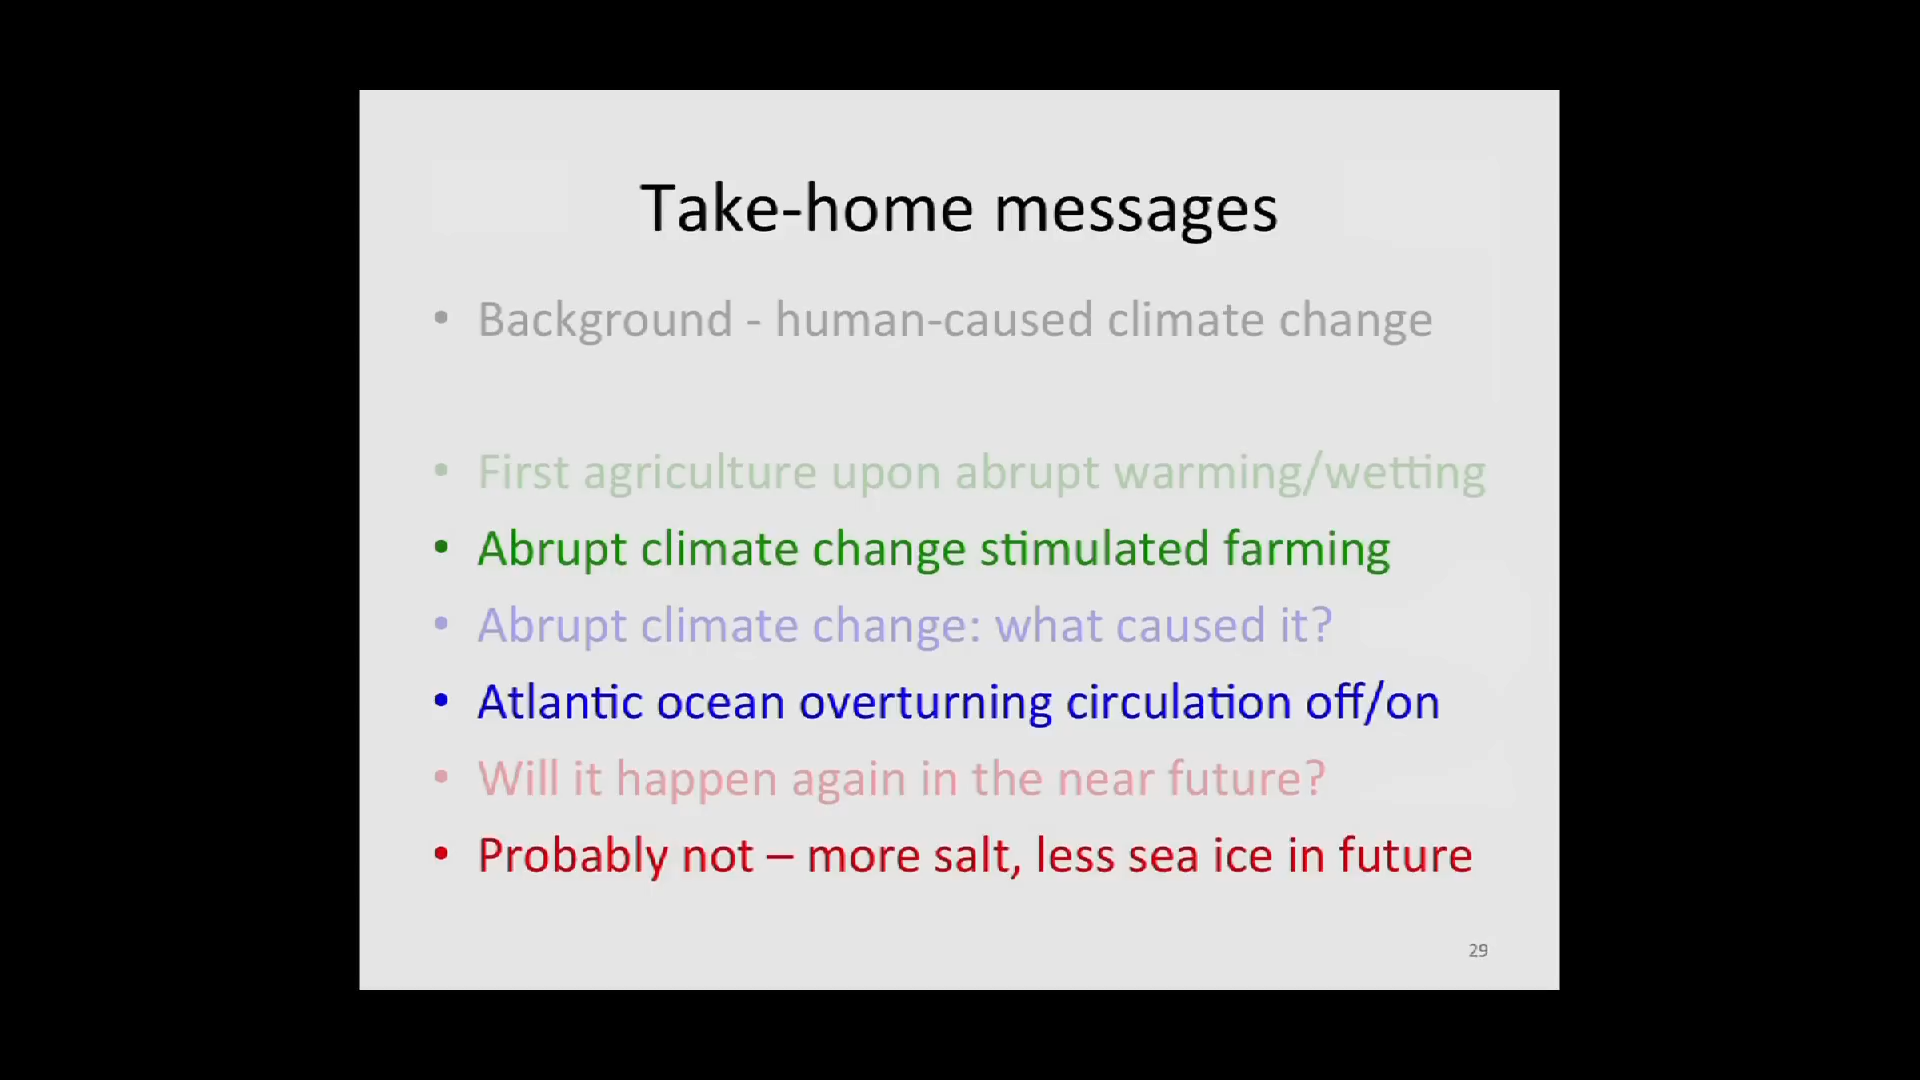 Take-home messages
• Background - human-caused climate change
• First agriculture upon abrupt warming/wetting
• Abrupt climate change stimulated farming
• Abrupt climate change: what caused it?
• Atlantic ocean overturning circulation off/on
• Will it happen again in the near future?
• Probably not – more salt, less sea ice in future
29